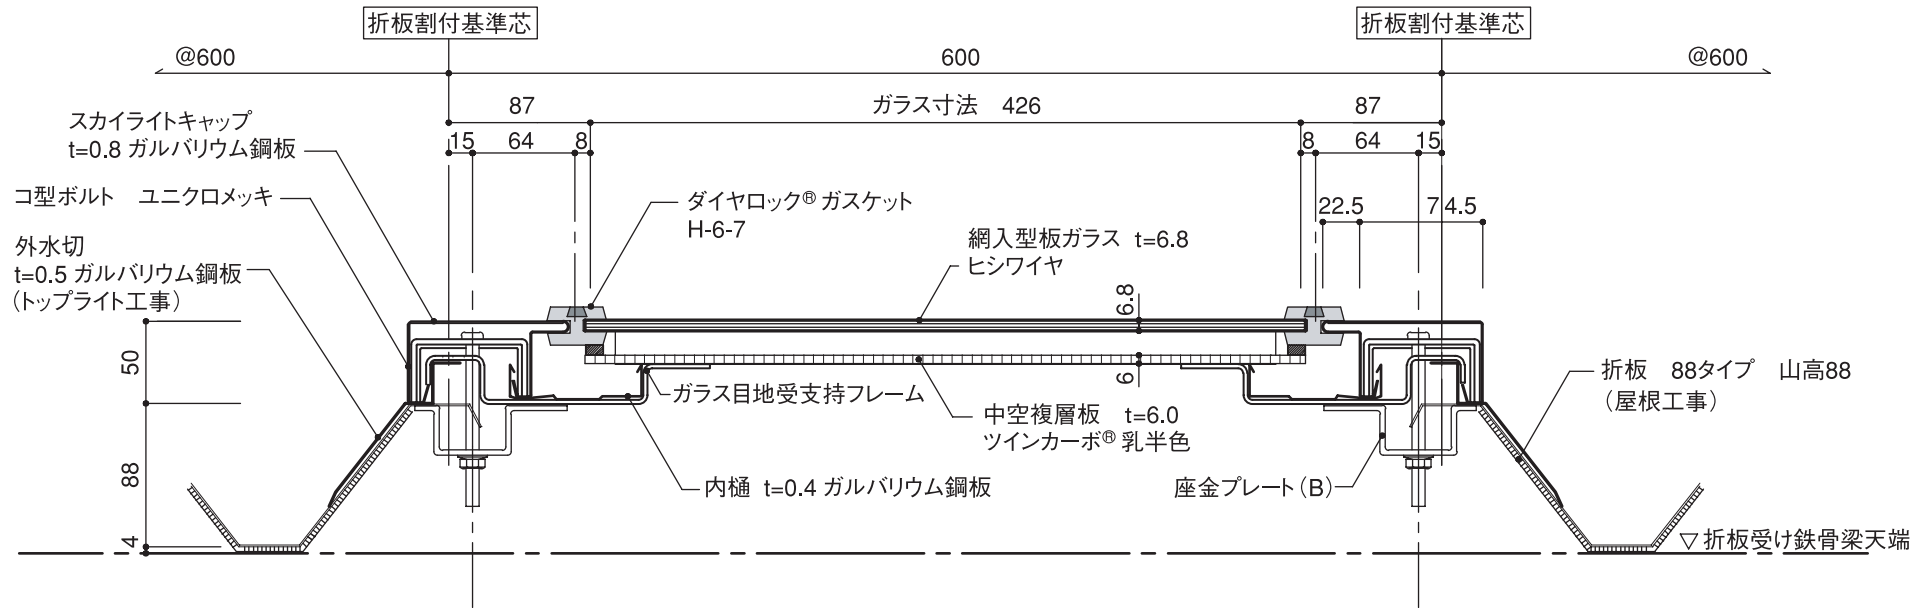 折板割付基準芯
折板割付基準芯
@600
600
@600
87
ガラス寸法 426
87
15
64
8
8
64
15
スカイライトキャップ
t=0.8 ガルバリウム鋼板
コ型ボルト ユニクロメッキ
外水切
t=0.5 ガルバリウム鋼板
(トップライト工事)
ダイヤロック® ガスケット
H-6-7
22.5
74.5
網入型板ガラス t=6.8
ヒシワイヤ
6.8
50
6
折板 88タイプ 山高88
(屋根工事)
ガラス目地受支持フレーム
中空複層板 t=6.0
ツインカーボ® 乳半色
88
内樋 t=0.4 ガルバリウム鋼板
座金プレート(B)
4
▽折板受け鉄骨梁天端